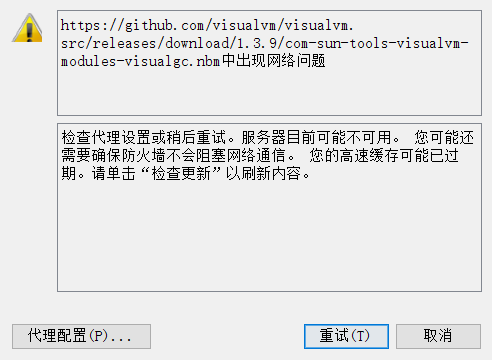 https://github.com/visualvm/visualvm.
src/releases/download/1.3.9/com-sun-tools-visualvm-
modules-visualgc.nbm中出现网络问题
检查代理设置或稍后重试。服务器目前可能不可用。 您可能还
需要确保防火墙不会阻塞网络通信。 您的高速缓存可能已过
期。请单击“检查更新”以刷新内容。
代理配置(P)...
重试(T)
取消